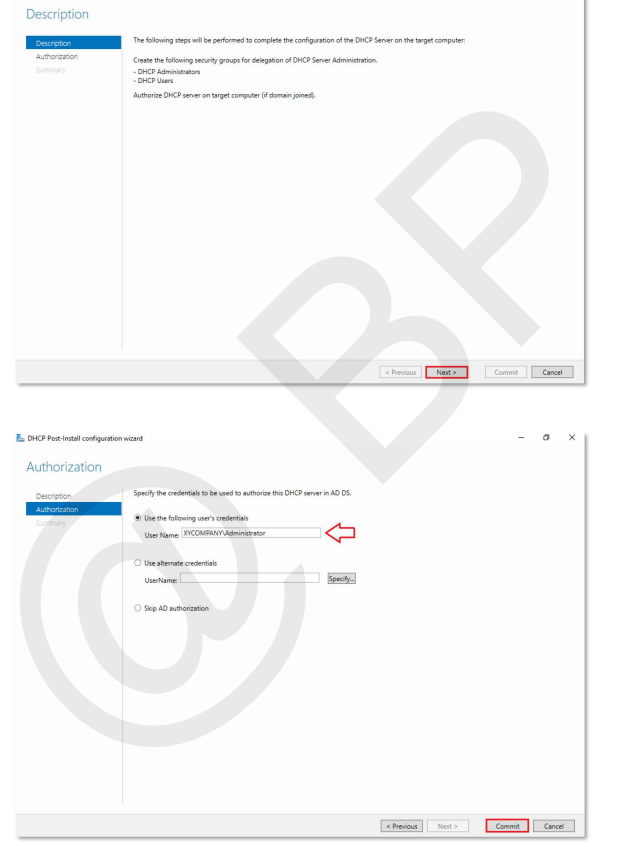 Description
Description
Authorization
Summary
The following steps will be performed to complete the configuration of the DHCP Server on the target computer:
Create the following security groups for delegation of DHCP Server Administration.
- DHCP Administrators
- DHCP Users
Authorize DHCP server on target computer (if domain joined).
< Previous Next > Commit Cancel
DHCP Post-Install configuration wizard
Authorization
Description
Authorization
Summary
Specify the credentials to be used to authorize this DHCP server in AD DS.
Use the following user's credentials
User Name: XYCOMPANY\Administrator
Use alternate credentials
UserName: Specify...
Skip AD authorization
< Previous Next > Commit Cancel
@BP